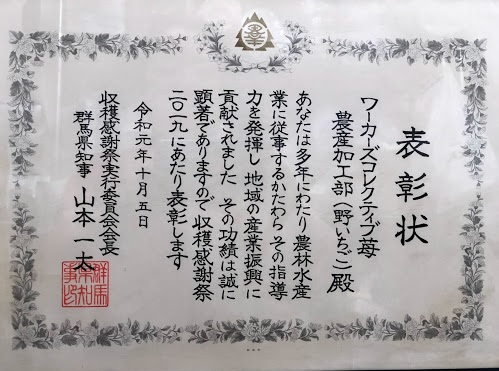 表彰状
ワーカーズコレクティブ苺
農産加工部(野いちご)殿
あなたは多年にわたり農林水産
業に従事するかたわら その指導
力を発揮し 地域の産業振興に
貢献されました その功績は誠に
顕著でありますので 収穫感謝祭
二〇一九にあたり表彰します
令和元年十月五日
収穫感謝祭実行委員会会長
群馬県知事 山本一太
群馬県知事印